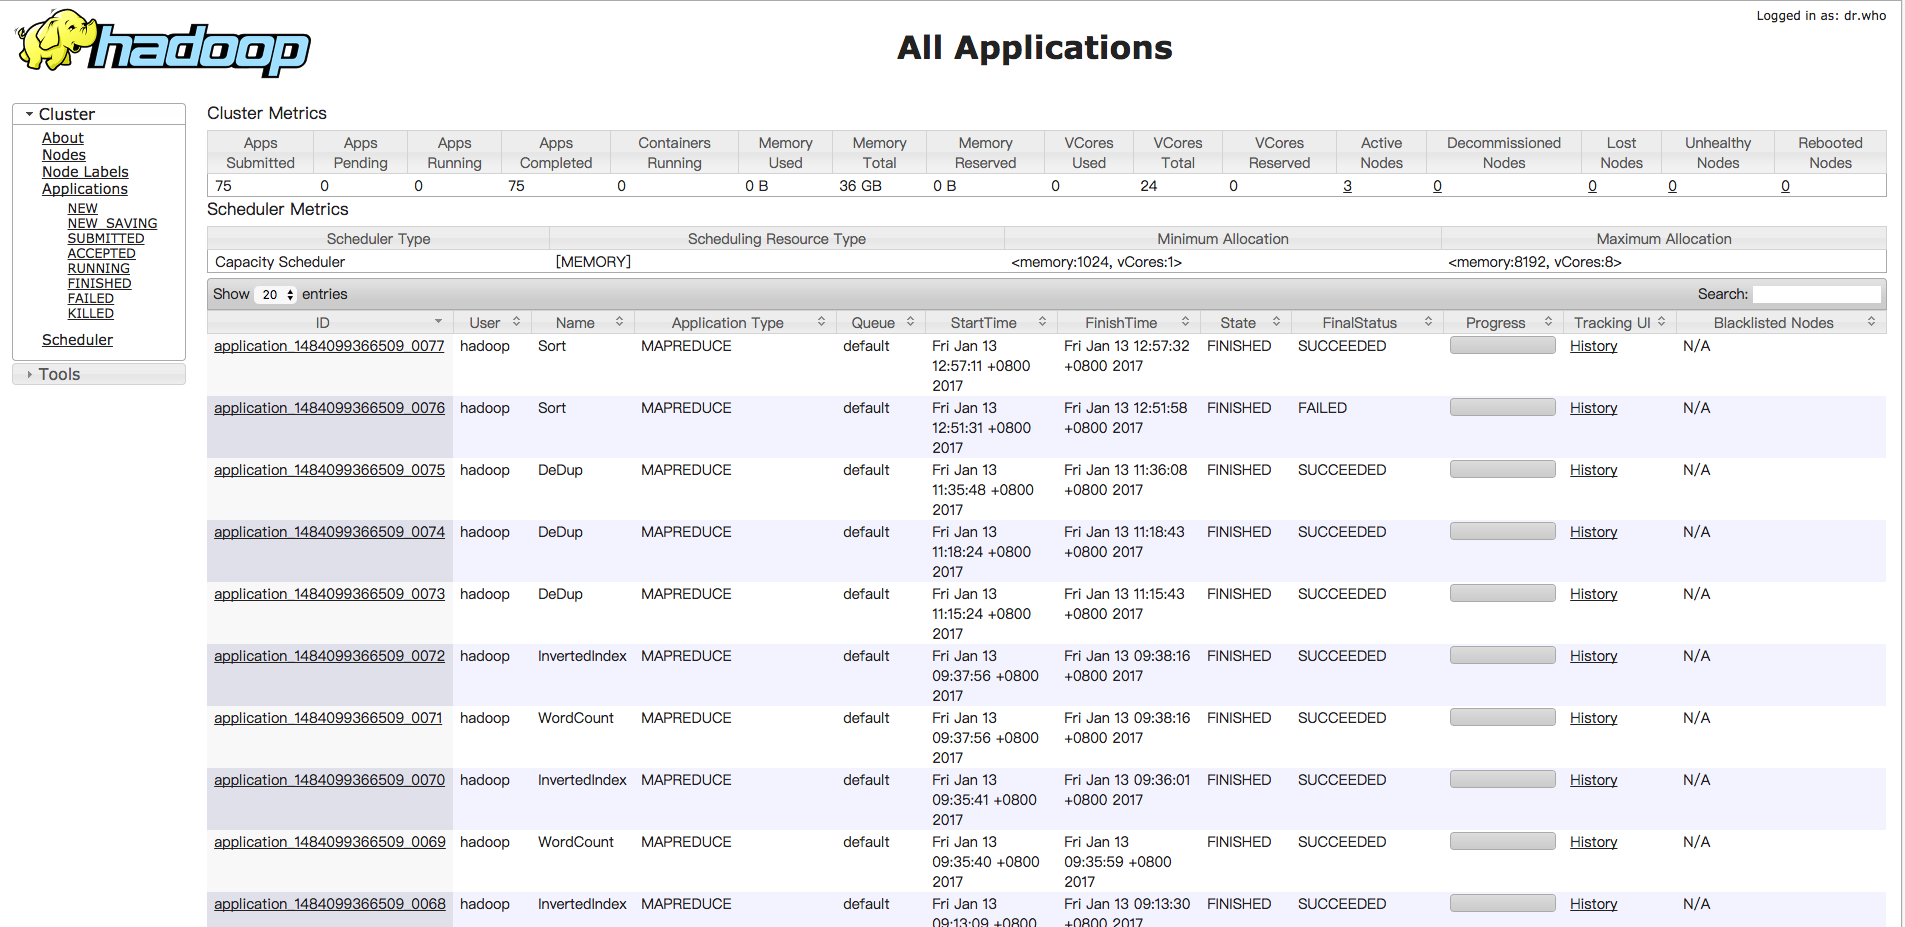 Logged in as: dr.who
hadoop
All Applications
Cluster
About
Nodes
Node Labels
Applications
NEW
NEW_SAVING
SUBMITTED
ACCEPTED
RUNNING
FINISHED
FAILED
KILLED
Scheduler
Tools
Cluster Metrics
Apps Submitted Apps Pending Apps Running Apps Completed Containers Running Memory Used Memory Total Memory Reserved VCores Used VCores Total VCores Reserved Active Nodes Decommissioned Nodes Lost Nodes Unhealthy Nodes Rebooted Nodes
75 0 0 75 0 0 B 36 GB 0 B 0 24 0 3 0 0 0 0
Scheduler Metrics
Scheduler Type Scheduling Resource Type Minimum Allocation Maximum Allocation
Capacity Scheduler [MEMORY] <memory:1024, vCores:1> <memory:8192, vCores:8>
Show 20 entries Search:
ID User Name Application Type Queue StartTime FinishTime State FinalStatus Progress Tracking UI Blacklisted Nodes
application_1484099366509_0077 hadoop Sort MAPREDUCE default Fri Jan 13 12:57:11 +0800 2017 Fri Jan 13 12:57:32 +0800 2017 FINISHED SUCCEEDED History N/A
application_1484099366509_0076 hadoop Sort MAPREDUCE default Fri Jan 13 12:51:31 +0800 2017 Fri Jan 13 12:51:58 +0800 2017 FINISHED FAILED History N/A
application_1484099366509_0075 hadoop DeDup MAPREDUCE default Fri Jan 13 11:35:48 +0800 2017 Fri Jan 13 11:36:08 +0800 2017 FINISHED SUCCEEDED History N/A
application_1484099366509_0074 hadoop DeDup MAPREDUCE default Fri Jan 13 11:18:24 +0800 2017 Fri Jan 13 11:18:43 +0800 2017 FINISHED SUCCEEDED History N/A
application_1484099366509_0073 hadoop DeDup MAPREDUCE default Fri Jan 13 11:15:24 +0800 2017 Fri Jan 13 11:15:43 +0800 2017 FINISHED SUCCEEDED History N/A
application_1484099366509_0072 hadoop InvertedIndex MAPREDUCE default Fri Jan 13 09:37:56 +0800 2017 Fri Jan 13 09:38:16 +0800 2017 FINISHED SUCCEEDED History N/A
application_1484099366509_0071 hadoop WordCount MAPREDUCE default Fri Jan 13 09:37:56 +0800 2017 Fri Jan 13 09:38:16 +0800 2017 FINISHED SUCCEEDED History N/A
application_1484099366509_0070 hadoop InvertedIndex MAPREDUCE default Fri Jan 13 09:35:41 +0800 2017 Fri Jan 13 09:36:01 +0800 2017 FINISHED SUCCEEDED History N/A
application_1484099366509_0069 hadoop WordCount MAPREDUCE default Fri Jan 13 09:35:40 +0800 2017 Fri Jan 13 09:35:59 +0800 2017 FINISHED SUCCEEDED History N/A
application_1484099366509_0068 hadoop InvertedIndex MAPREDUCE default Fri Jan 13 09:13:09 +0800 Fri Jan 13 09:13:30 +0800 2017 FINISHED SUCCEEDED History N/A